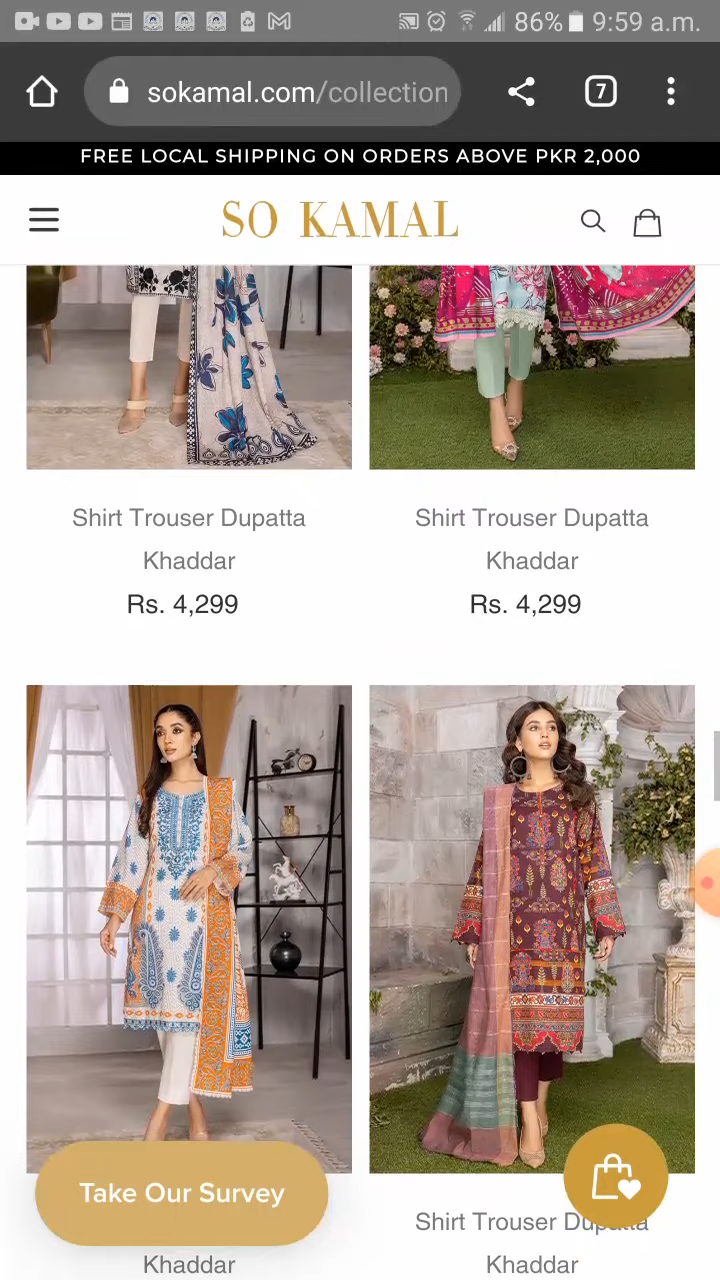 86% 9:59 a.m.
sokamal.com/collection
7
FREE LOCAL SHIPPING ON ORDERS ABOVE PKR 2,000
SO KAMAL
Shirt Trouser Dupatta
Khaddar
Rs. 4,299
Shirt Trouser Dupatta
Khaddar
Rs. 4,299
Take Our Survey
Khaddar
Shirt Trouser Dupatta
Khaddar